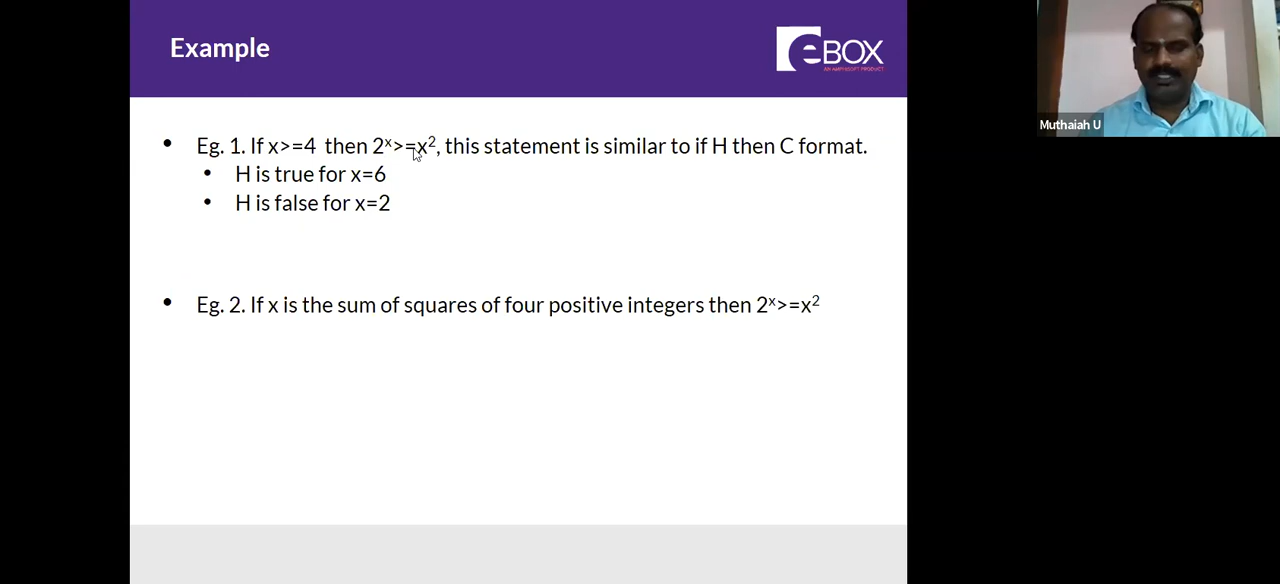 Example
eBOX
AN AMPHISOFT PRODUCT
Muthaiah U
• Eg. 1. If x>=4 then 2ˣ>=x², this statement is similar to if H then C format.
• H is true for x=6
• H is false for x=2
• Eg. 2. If x is the sum of squares of four positive integers then 2ˣ>=x²